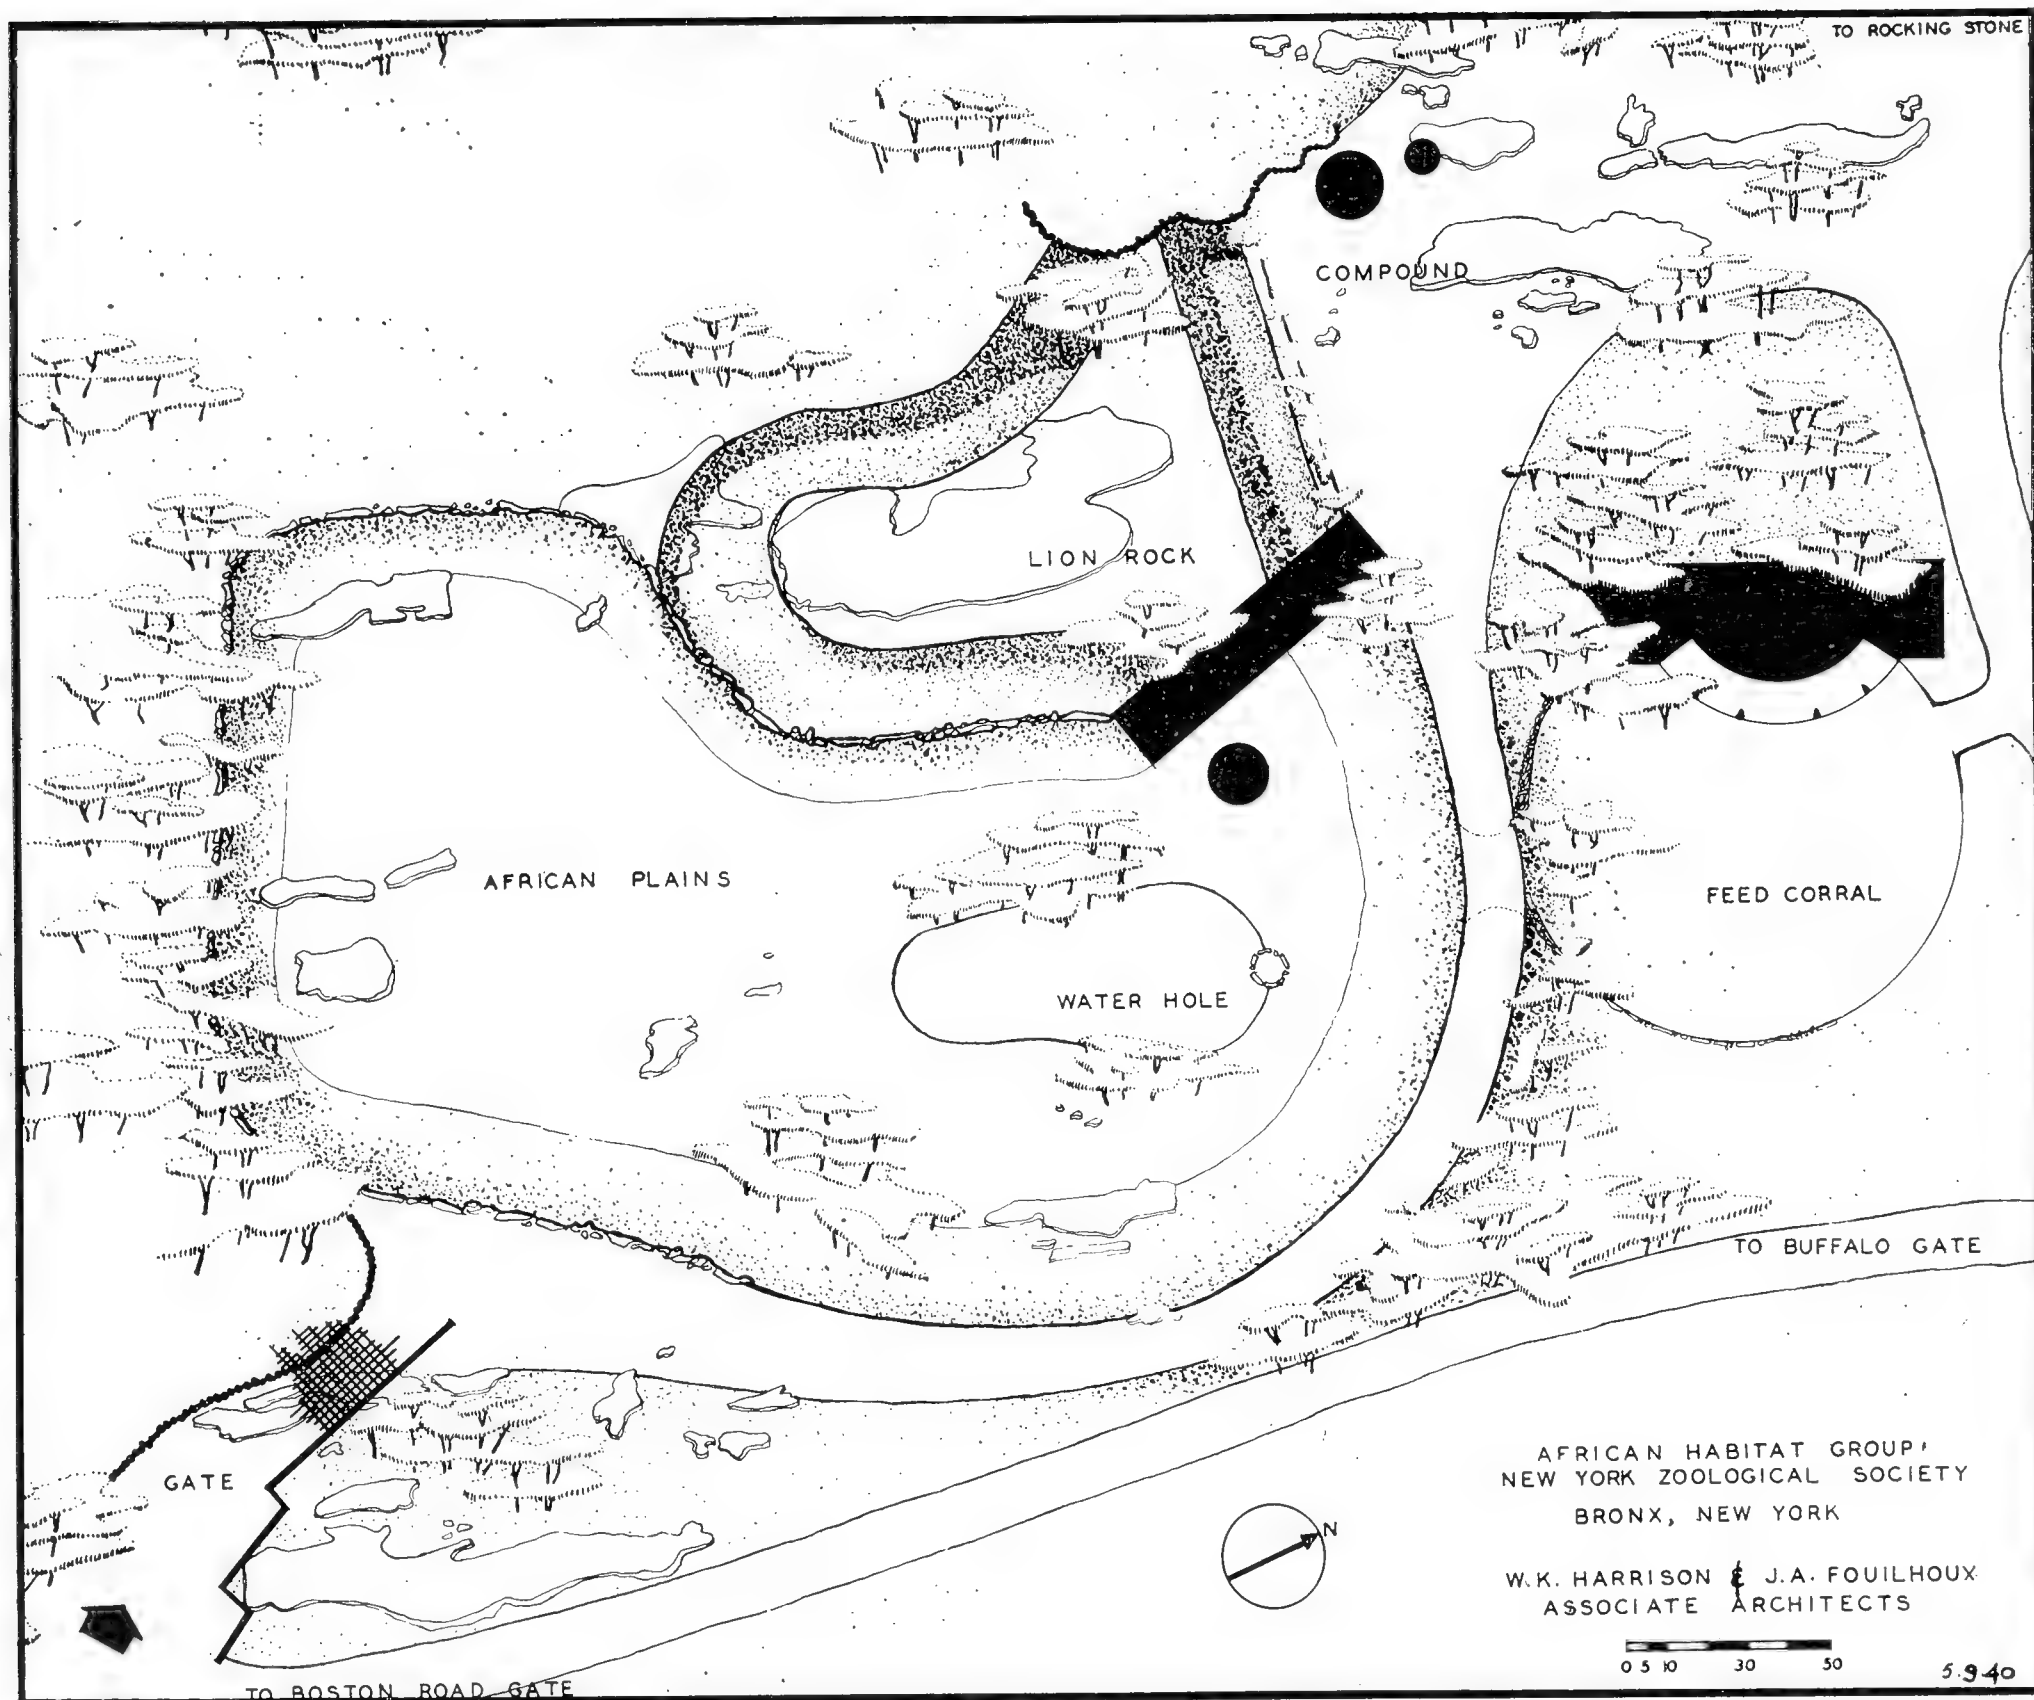 TO ROCKING STONE
COMPOUND
LION ROCK
AFRICAN PLAINS
FEED CORRAL
WATER HOLE
TO BUFFALO GATE
GATE
N
AFRICAN HABITAT GROUP,
NEW YORK ZOOLOGICAL SOCIETY
BRONX, NEW YORK
W.K. HARRISON & J.A. FOUILHOUX
ASSOCIATE ARCHITECTS
0 5 10 30 50
5.9.40
TO BOSTON ROAD GATE